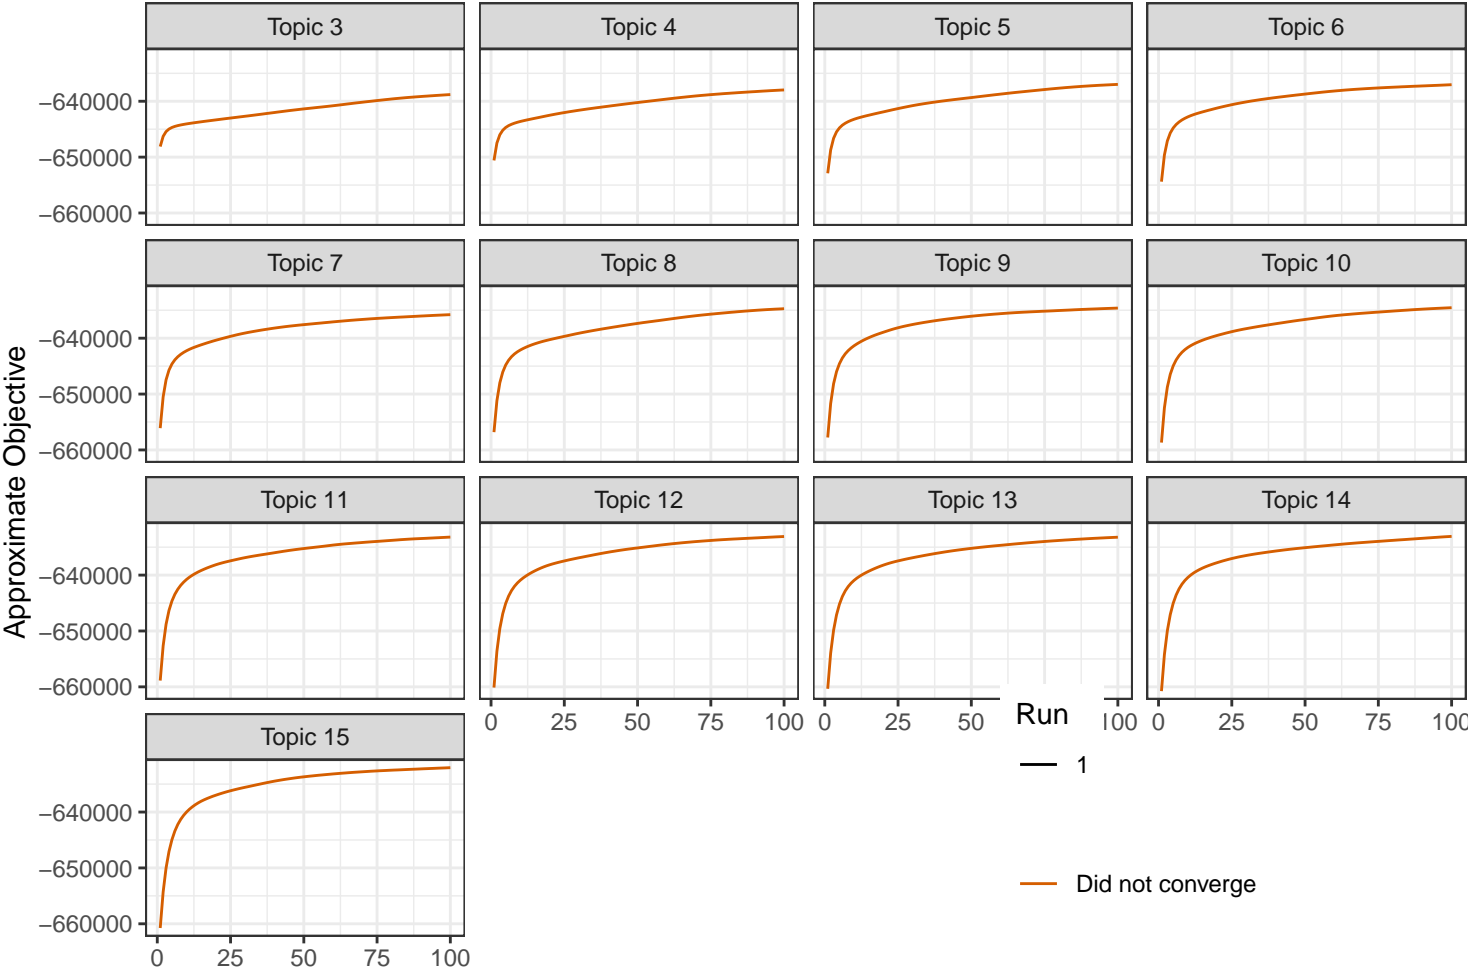 Topic 3 Topic 4 Topic 5 Topic 6
−640000
−650000
−660000
Topic 7 Topic 8 Topic 9 Topic 10
−640000
−650000
−660000
Approximate Objective
Topic 11 Topic 12 Topic 13 Topic 14
−640000
−650000
−660000
0 25 50 75 100 0 25 50 100 0 25 50 75 100
Run
Topic 15
1
−640000
−650000
Did not converge
−660000
0 25 50 75 100